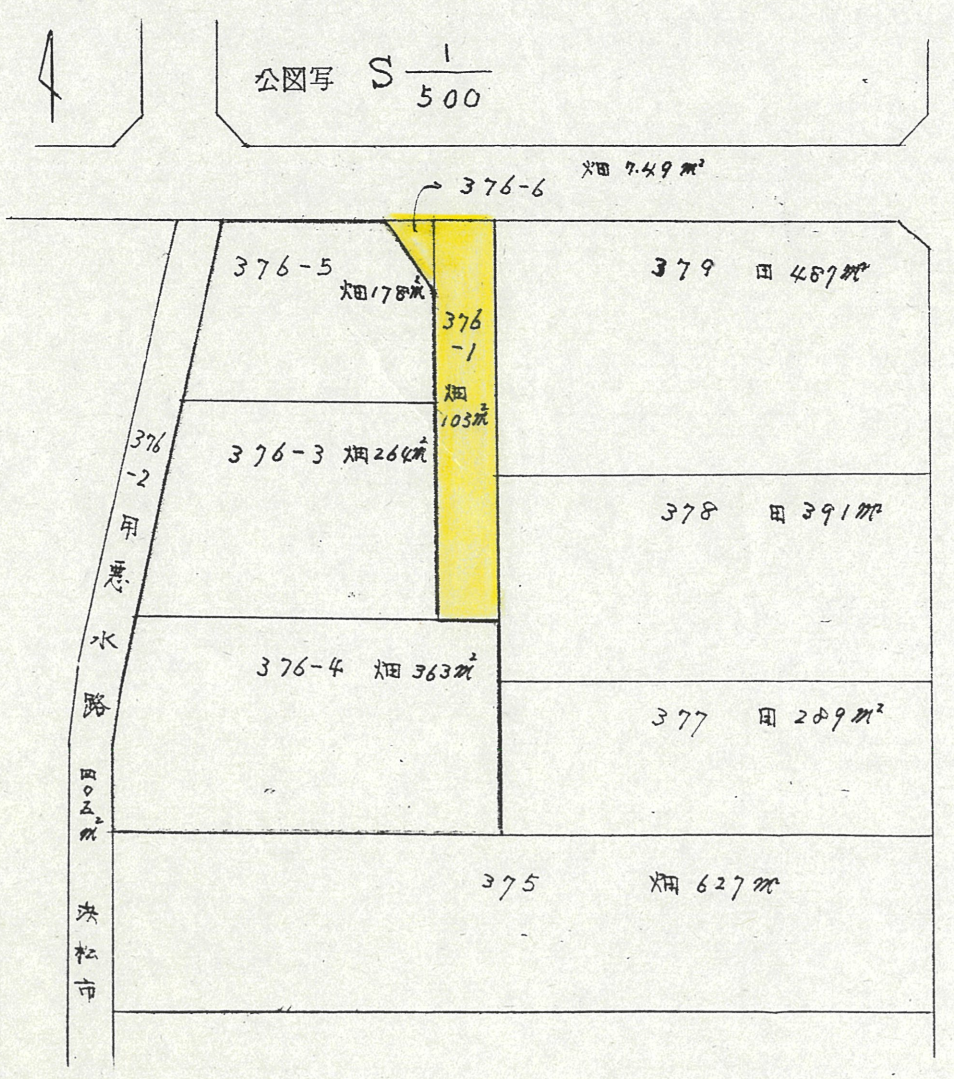 公図写 S 1/500
畑 7.49㎡
376-6
376-5
畑178㎡
379 田 487㎡
376
-1
畑
103㎡
376-3 畑264㎡
376
-2
用
悪
水
路
四〇五㎡
浜
松
市
378 田 391㎡
376-4 畑 363㎡
377 田 289㎡
375 畑 627㎡